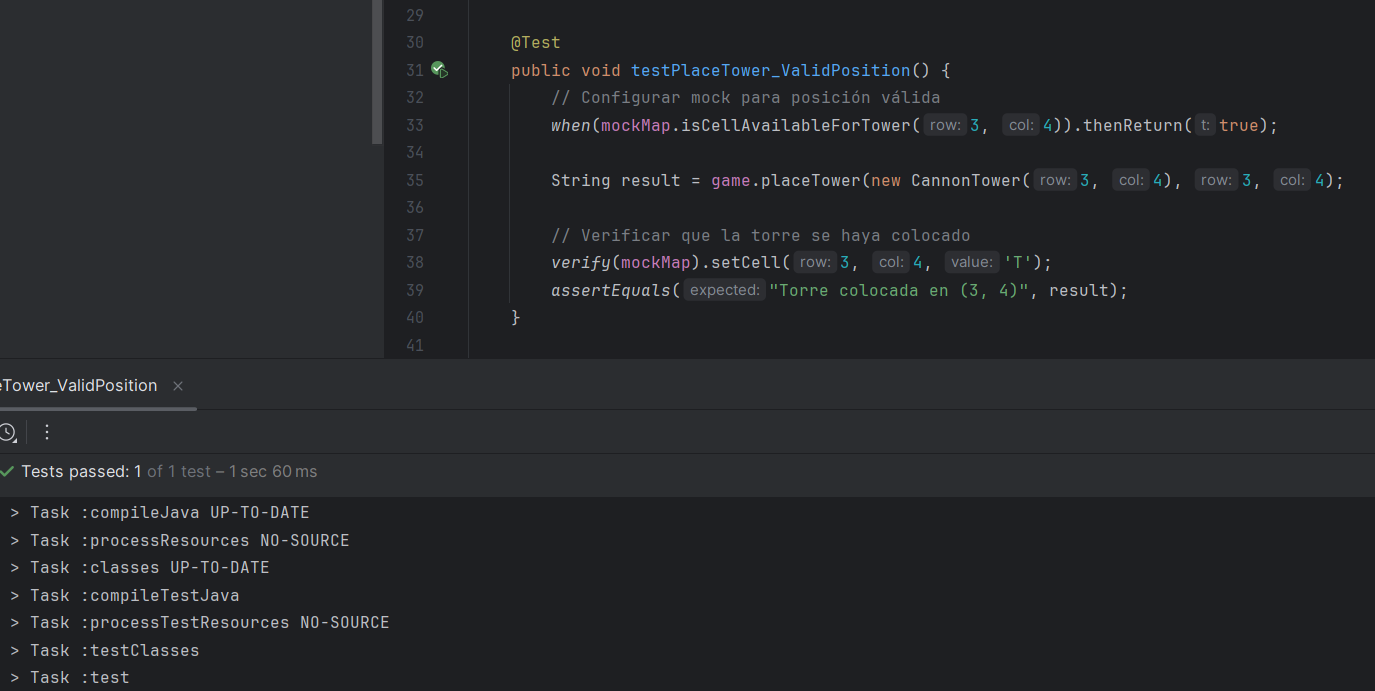 29
30 @Test
31 public void testPlaceTower_ValidPosition() {
32 // Configurar mock para posición válida
33 when(mockMap.isCellAvailableForTower( row: 3, col: 4)).thenReturn( t: true);
34
35 String result = game.placeTower(new CannonTower( row: 3, col: 4), row: 3, col: 4);
36
37 // Verificar que la torre se haya colocado
38 verify(mockMap).setCell( row: 3, col: 4, value: 'T');
39 assertEquals( expected: "Torre colocada en (3, 4)", result);
40 }
41
eTower_ValidPosition ×
Tests passed: 1 of 1 test – 1 sec 60 ms
> Task :compileJava UP-TO-DATE
> Task :processResources NO-SOURCE
> Task :classes UP-TO-DATE
> Task :compileTestJava
> Task :processTestResources NO-SOURCE
> Task :testClasses
> Task :test